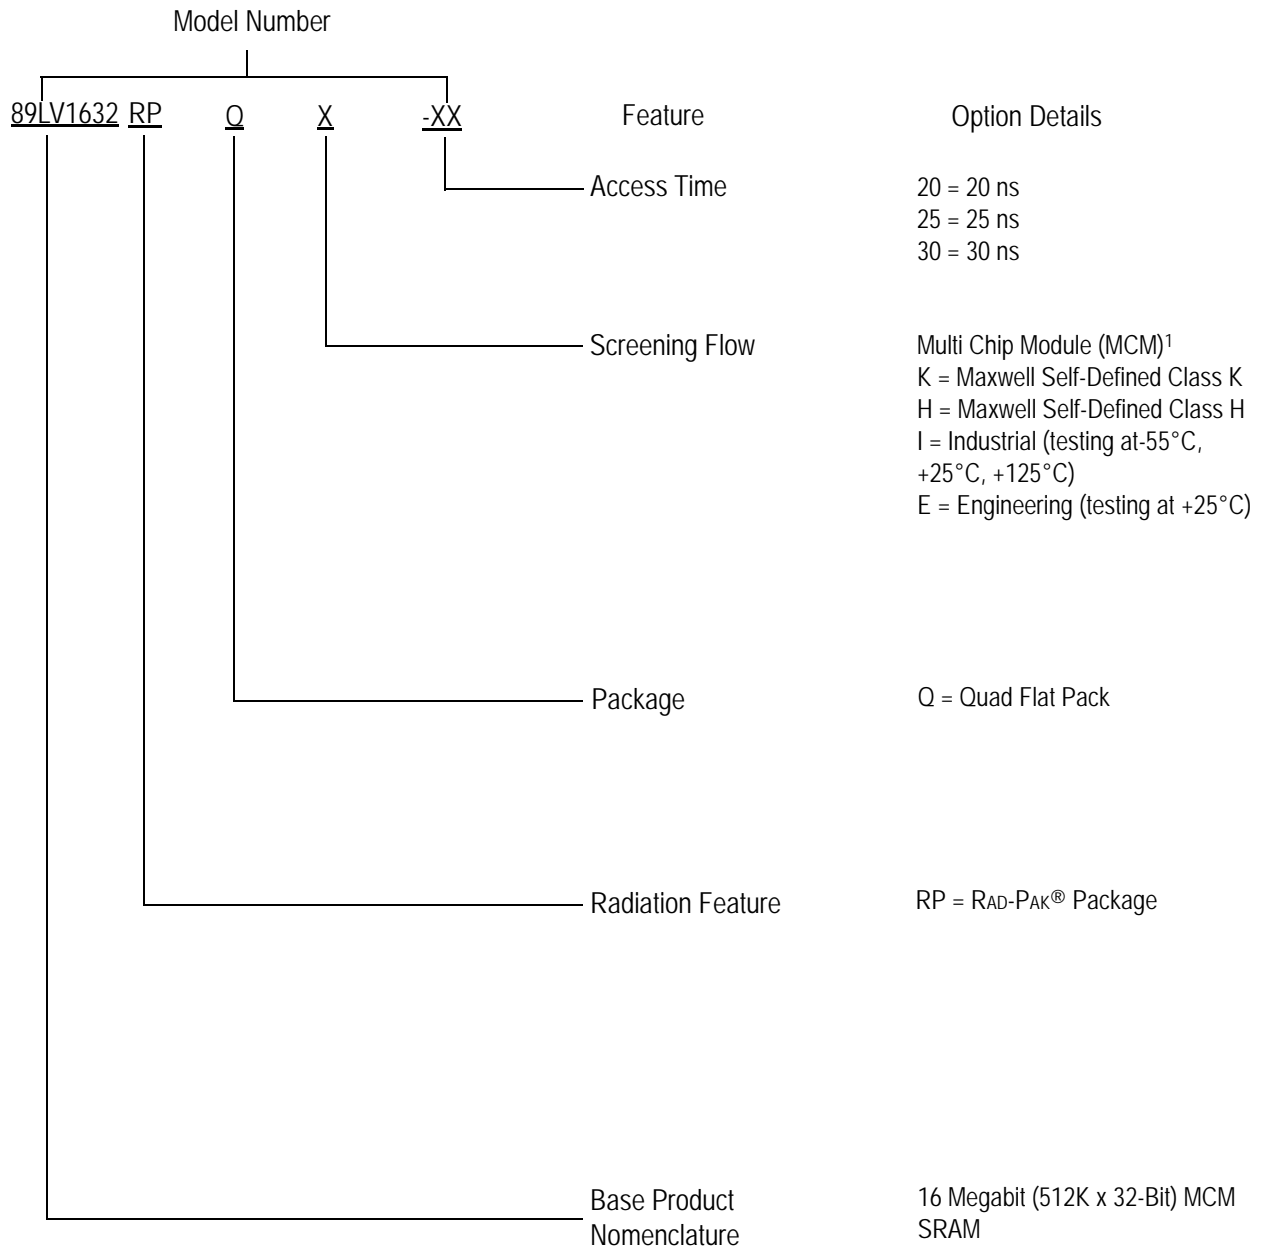 Model Number
89LV1632 RP Q X -XX Feature Option Details
Access Time 20 = 20 ns
25 = 25 ns
30 = 30 ns
Screening Flow Multi Chip Module (MCM)1
K = Maxwell Self-Defined Class K
H = Maxwell Self-Defined Class H
I = Industrial (testing at-55°C,
+25°C, +125°C)
E = Engineering (testing at +25°C)
Package Q = Quad Flat Pack
Radiation Feature RP = RAD-PAK® Package
Base Product 16 Megabit (512K x 32-Bit) MCM
Nomenclature SRAM